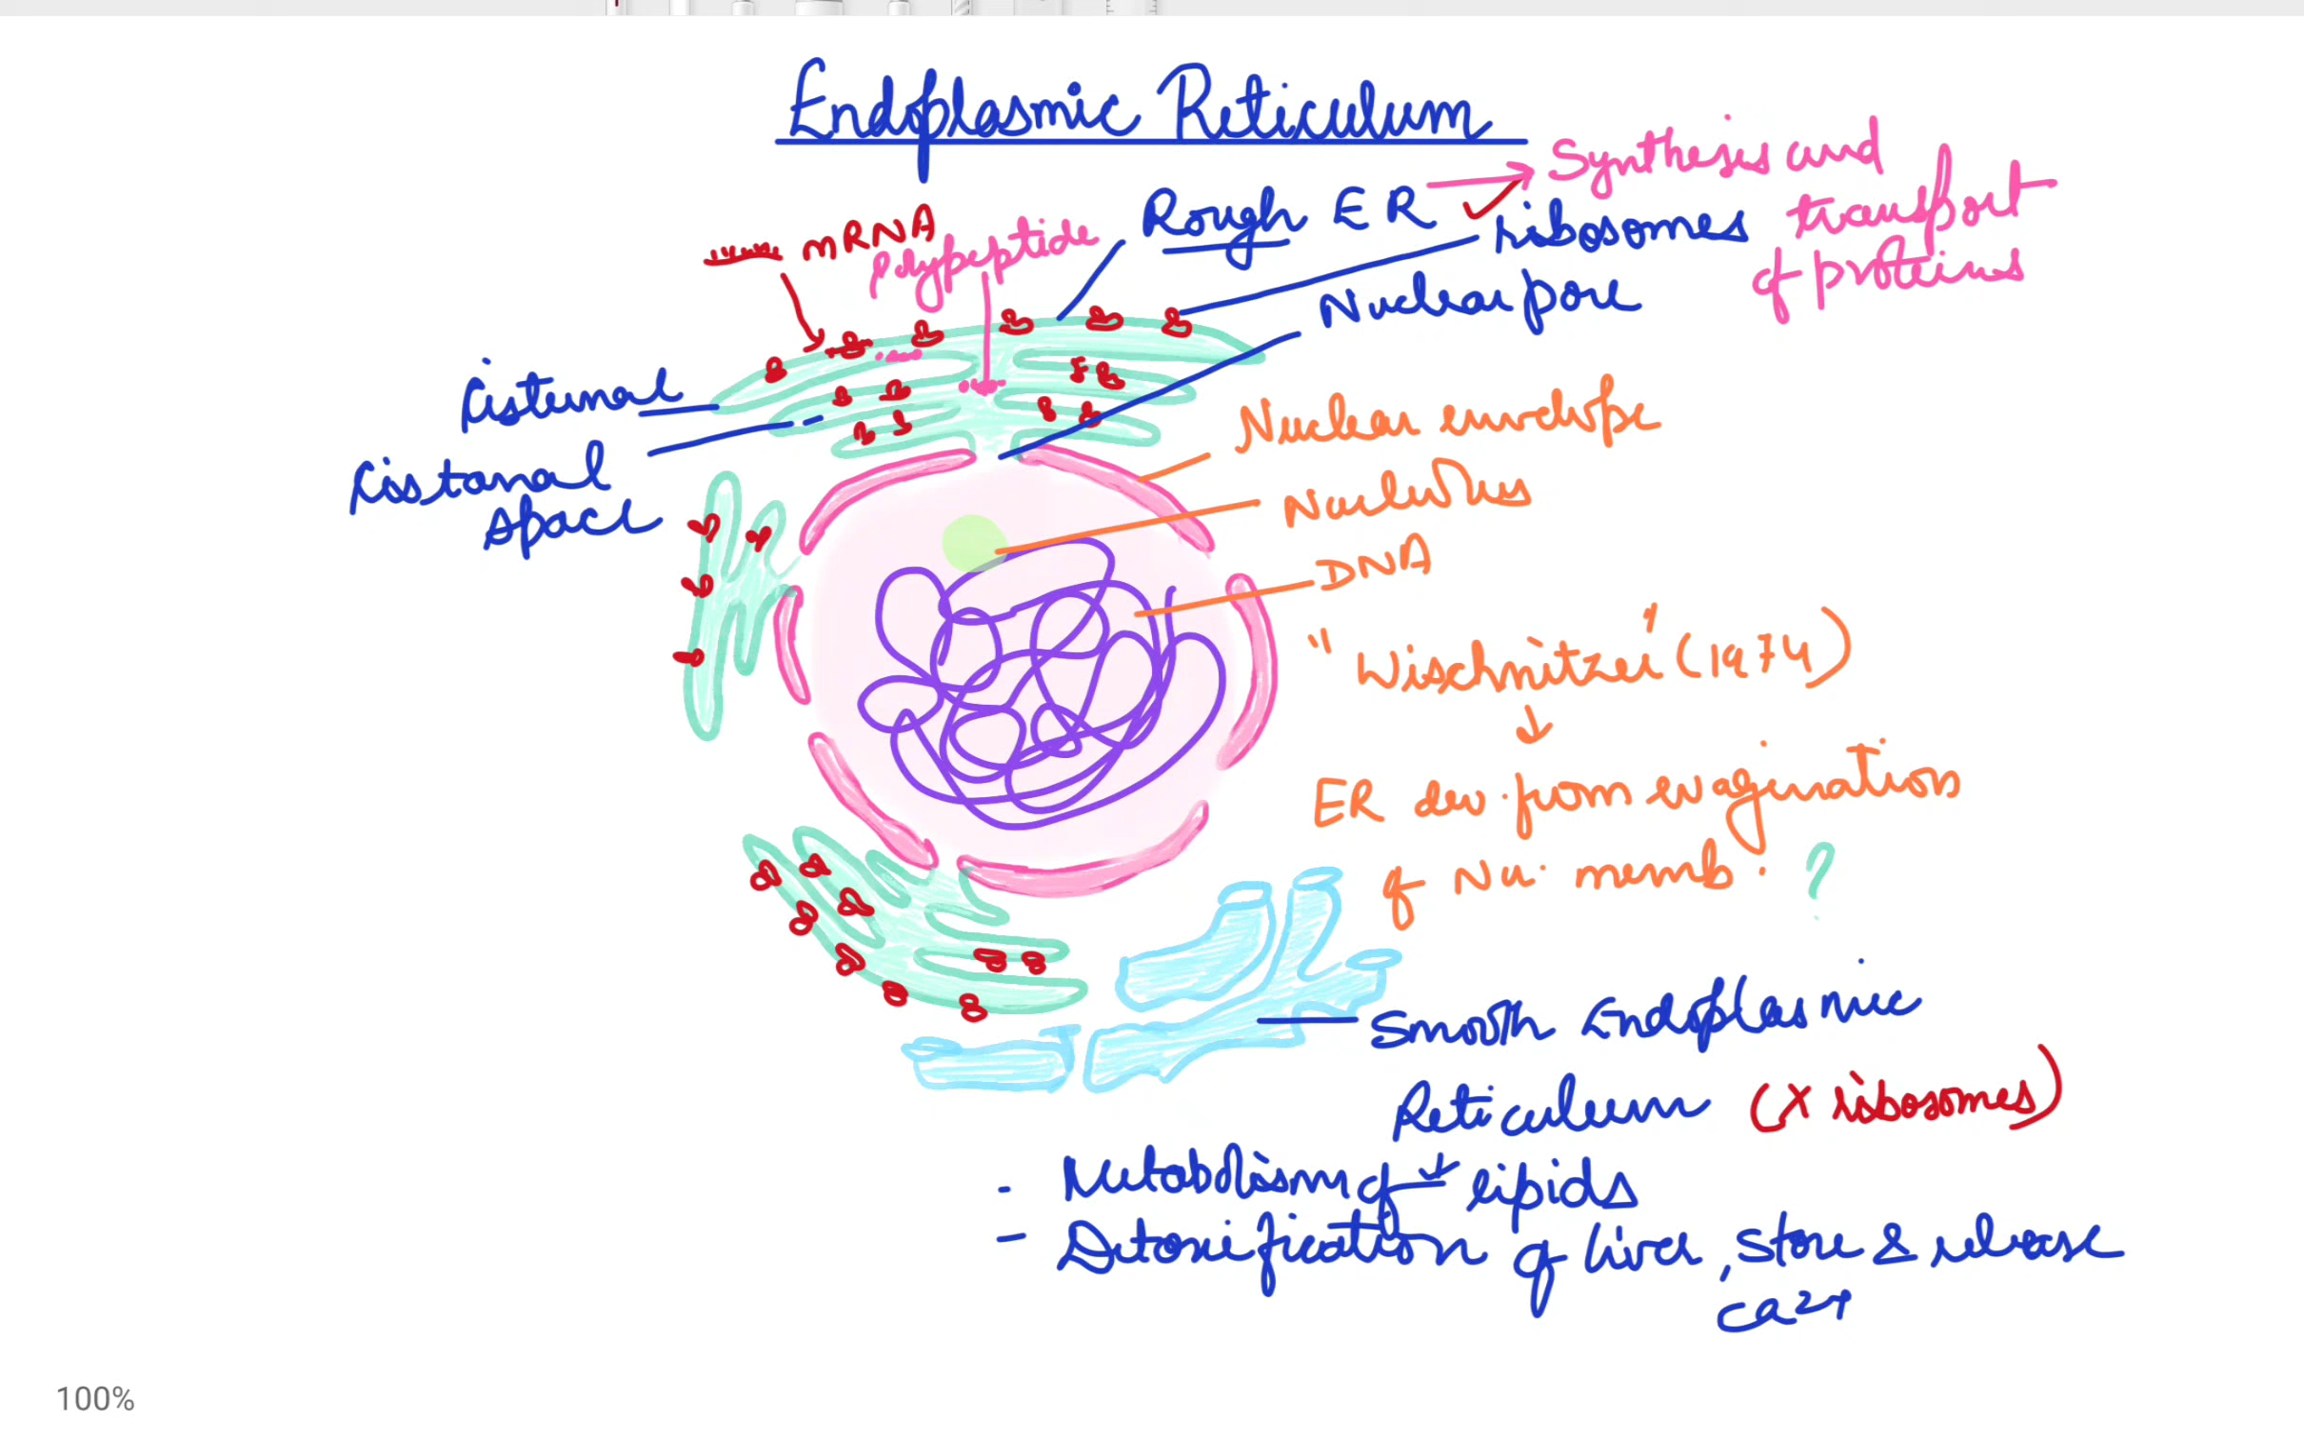 Endoplasmic Reticulum
Synthesis and
transport
of proteins
Rough ER
ribosomes
mRNA
Polypeptide
Nuclear pore
Cisternal
Cisternal
space
Nuclear envelope
Nucleolus
DNA
"Wischnitzer" (1974)
ER dev. from evagination
of Nu. memb. ?
Smooth Endoplasmic
Reticulum (X ribosomes)
- Metabolism of lipids
- Detoxification of liver, store & release
Ca2+
100%